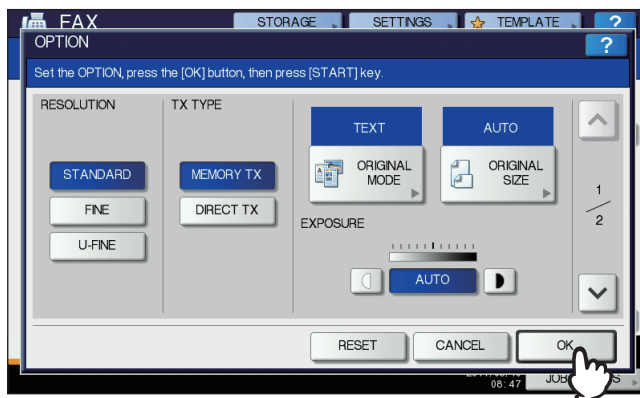 FAX
STORAGE
SETTINGS
TEMPLATE
?
OPTION
?
Set the OPTION, press the [OK] button, then press [START] key.
RESOLUTION
TX TYPE
TEXT
AUTO
STANDARD
MEMORY TX
ORIGINAL
MODE
ORIGINAL
SIZE
FINE
DIRECT TX
1
2
EXPOSURE
U-FINE
AUTO
RESET
CANCEL
OK
08:47